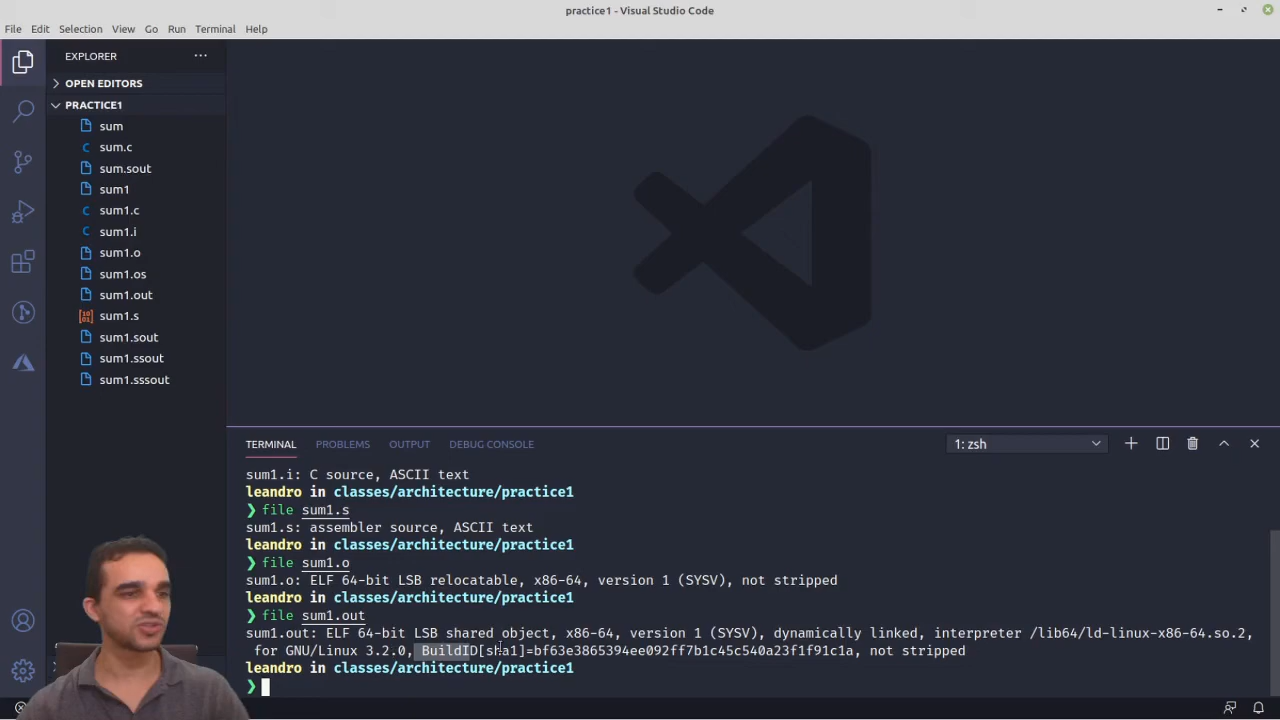 practice1 - Visual Studio Code
File Edit Selection View Go Run Terminal Help
EXPLORER
OPEN EDITORS
PRACTICE1
sum
sum.c
sum.sout
sum1
sum1.c
sum1.i
sum1.o
sum1.os
sum1.out
sum1.s
sum1.sout
sum1.ssout
sum1.sssout
TERMINAL PROBLEMS OUTPUT DEBUG CONSOLE 1: zsh
sum1.i: C source, ASCII text
leandro in classes/architecture/practice1
❯ file sum1.s
sum1.s: assembler source, ASCII text
leandro in classes/architecture/practice1
❯ file sum1.o
sum1.o: ELF 64-bit LSB relocatable, x86-64, version 1 (SYSV), not stripped
leandro in classes/architecture/practice1
❯ file sum1.out
sum1.out: ELF 64-bit LSB shared object, x86-64, version 1 (SYSV), dynamically linked, interpreter /lib64/ld-linux-x86-64.so.2,
for GNU/Linux 3.2.0, BuildID[sha1]=bf63e3865394ee092ff7b1c45c540a23f1f91c1a, not stripped
leandro in classes/architecture/practice1
❯